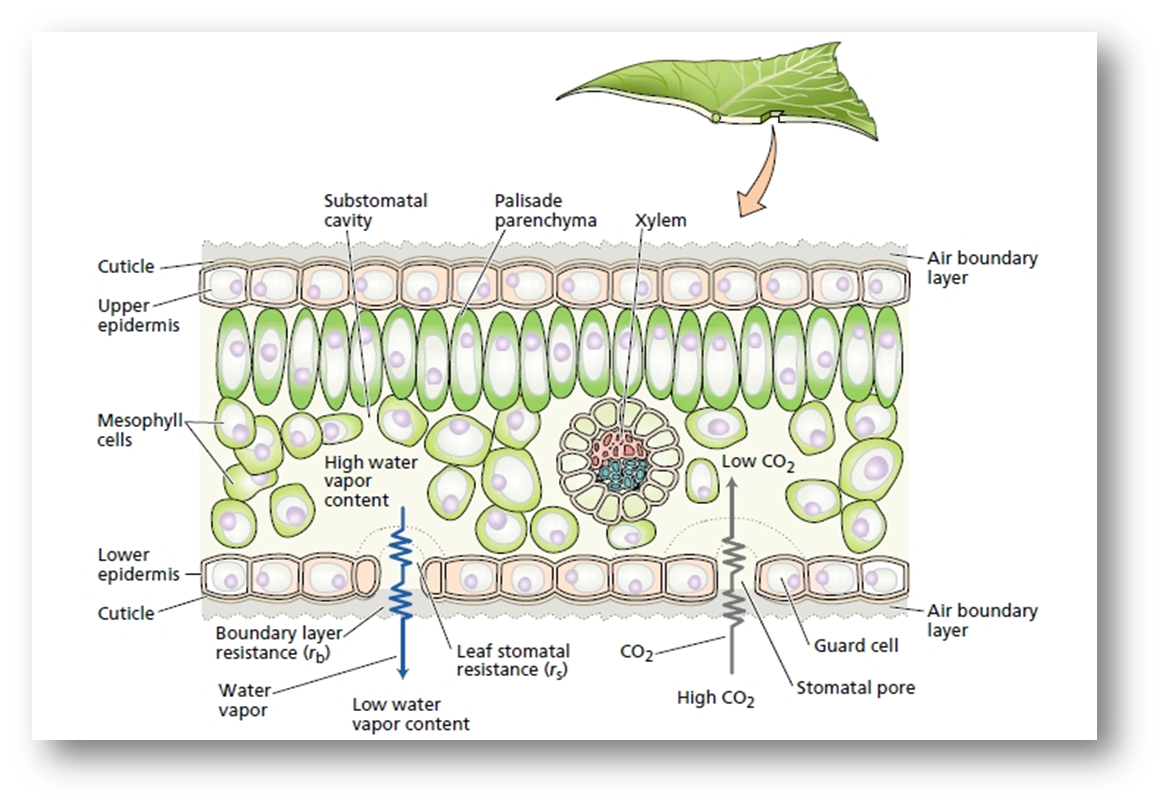 Substomatal
cavity
Palisade
parenchyma
Xylem
Cuticle
Air boundary
layer
Upper
epidermis
Mesophyll
cells
High water
vapor
content
Low CO₂
Lower
epidermis
Cuticle
Air boundary
layer
Boundary layer
resistance (rb)
Leaf stomatal
resistance (rs)
CO₂
Guard cell
Water
vapor
Low water
vapor content
High CO₂
Stomatal pore